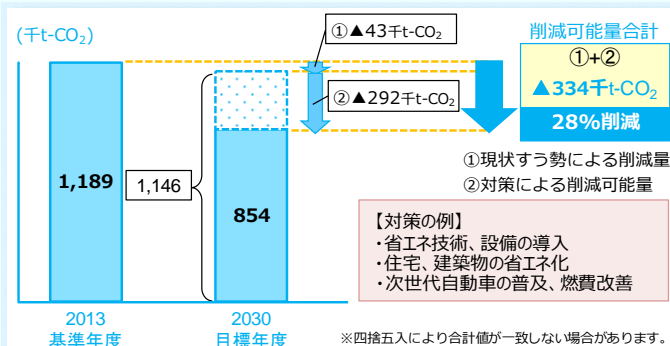 (千t-CO₂)
①▲43千t-CO₂
②▲292千t-CO₂
削減可能量合計
①+②
▲334千t-CO₂
28%削減
①現状すう勢による削減量
②対策による削減可能量
1,189
1,146
854
【対策の例】
・省エネ技術、設備の導入
・住宅、建築物の省エネ化
・次世代自動車の普及、燃費改善
2013
基準年度
2030
目標年度
※四捨五入により合計値が一致しない場合があります。